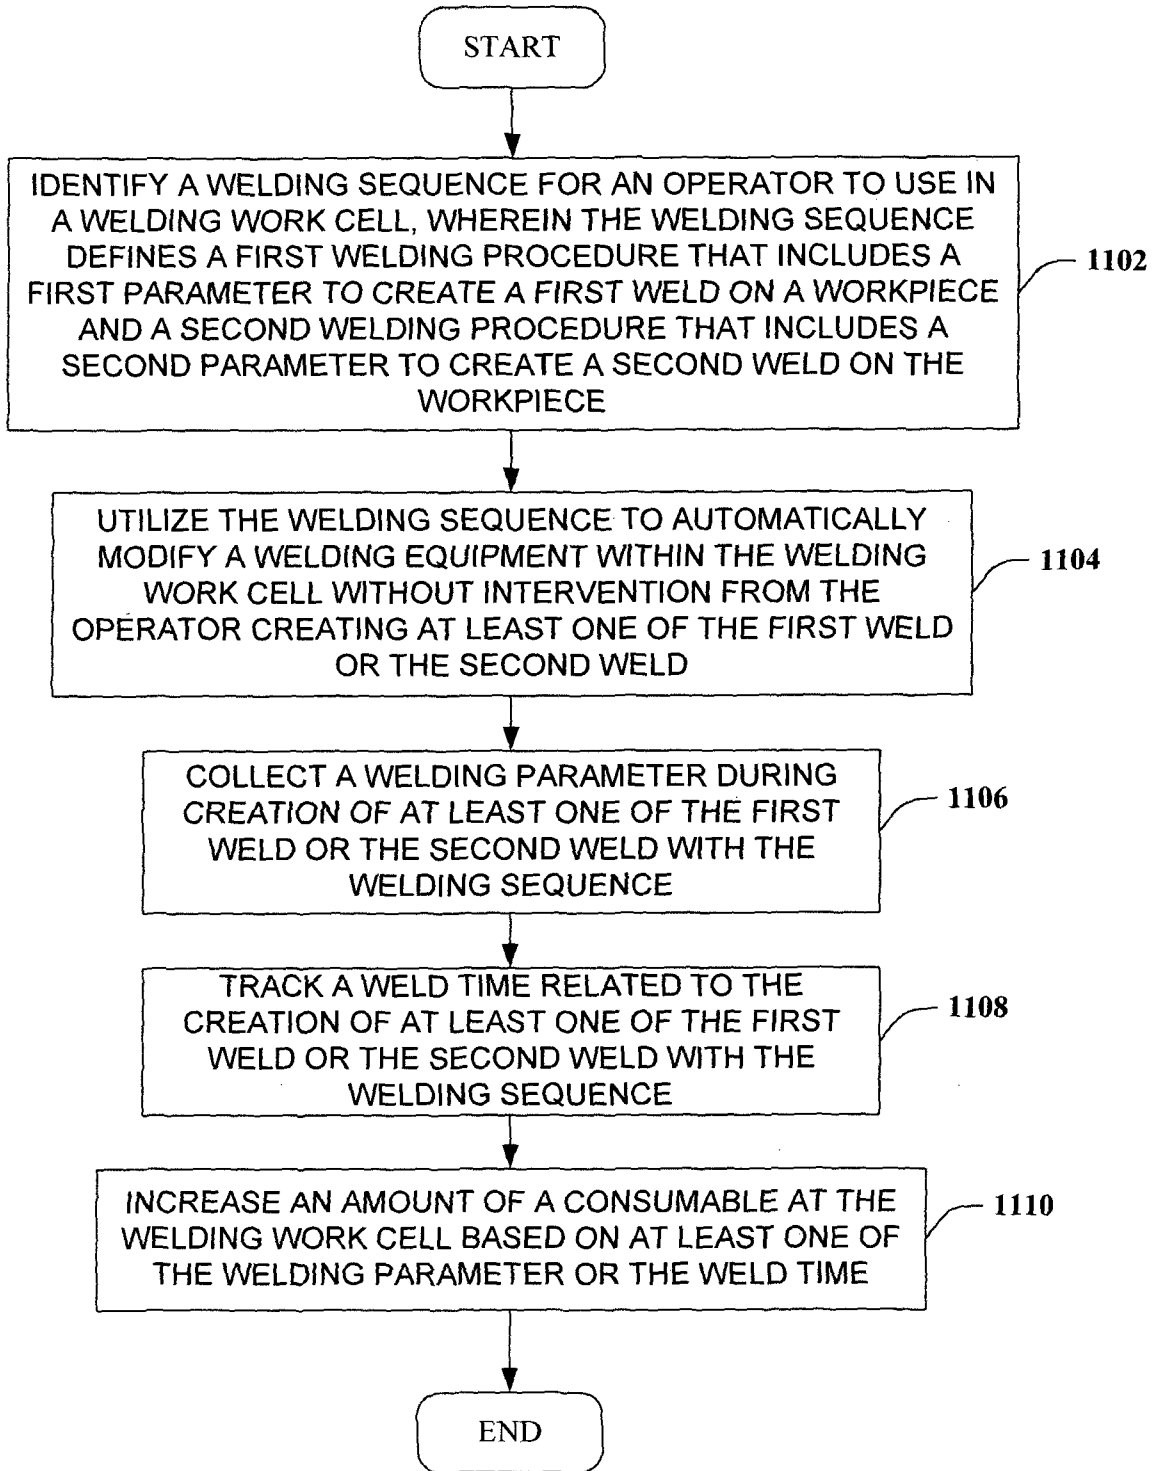 START
IDENTIFY A WELDING SEQUENCE FOR AN OPERATOR TO USE IN
A WELDING WORK CELL, WHEREIN THE WELDING SEQUENCE
DEFINES A FIRST WELDING PROCEDURE THAT INCLUDES A
FIRST PARAMETER TO CREATE A FIRST WELD ON A WORKPIECE
AND A SECOND WELDING PROCEDURE THAT INCLUDES A
SECOND PARAMETER TO CREATE A SECOND WELD ON THE
WORKPIECE
1102
UTILIZE THE WELDING SEQUENCE TO AUTOMATICALLY
MODIFY A WELDING EQUIPMENT WITHIN THE WELDING
WORK CELL WITHOUT INTERVENTION FROM THE
OPERATOR CREATING AT LEAST ONE OF THE FIRST WELD
OR THE SECOND WELD
1104
COLLECT A WELDING PARAMETER DURING
CREATION OF AT LEAST ONE OF THE FIRST
WELD OR THE SECOND WELD WITH THE
WELDING SEQUENCE
1106
TRACK A WELD TIME RELATED TO THE
CREATION OF AT LEAST ONE OF THE FIRST
WELD OR THE SECOND WELD WITH THE
WELDING SEQUENCE
1108
INCREASE AN AMOUNT OF A CONSUMABLE AT THE
WELDING WORK CELL BASED ON AT LEAST ONE OF
THE WELDING PARAMETER OR THE WELD TIME
1110
END